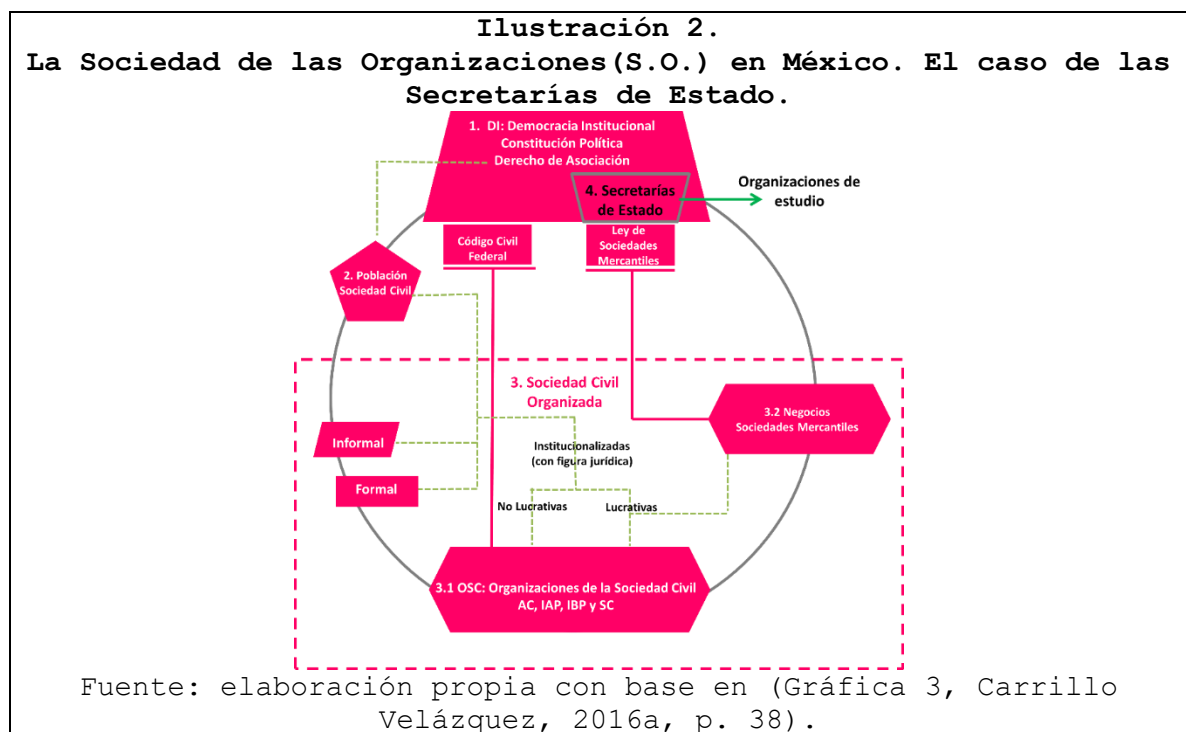 Ilustración 2.
La Sociedad de las Organizaciones(S.O.) en México. El caso de las
Secretarías de Estado.
1. DI: Democracia Institucional
Constitución Política
Derecho de Asociación
4. Secretarías
de Estado
Organizaciones de
estudio
Código Civil
Federal
Ley de
Sociedades
Mercantiles
2. Población
Sociedad Civil
3. Sociedad Civil
Organizada
3.2 Negocios
Sociedades Mercantiles
Informal
Institucionalizadas
(con figura jurídica)
Formal
No Lucrativas
Lucrativas
3.1 OSC: Organizaciones de la Sociedad Civil
AC, IAP, IBP y SC
Fuente: elaboración propia con base en (Gráfica 3, Carrillo
Velázquez, 2016a, p. 38).